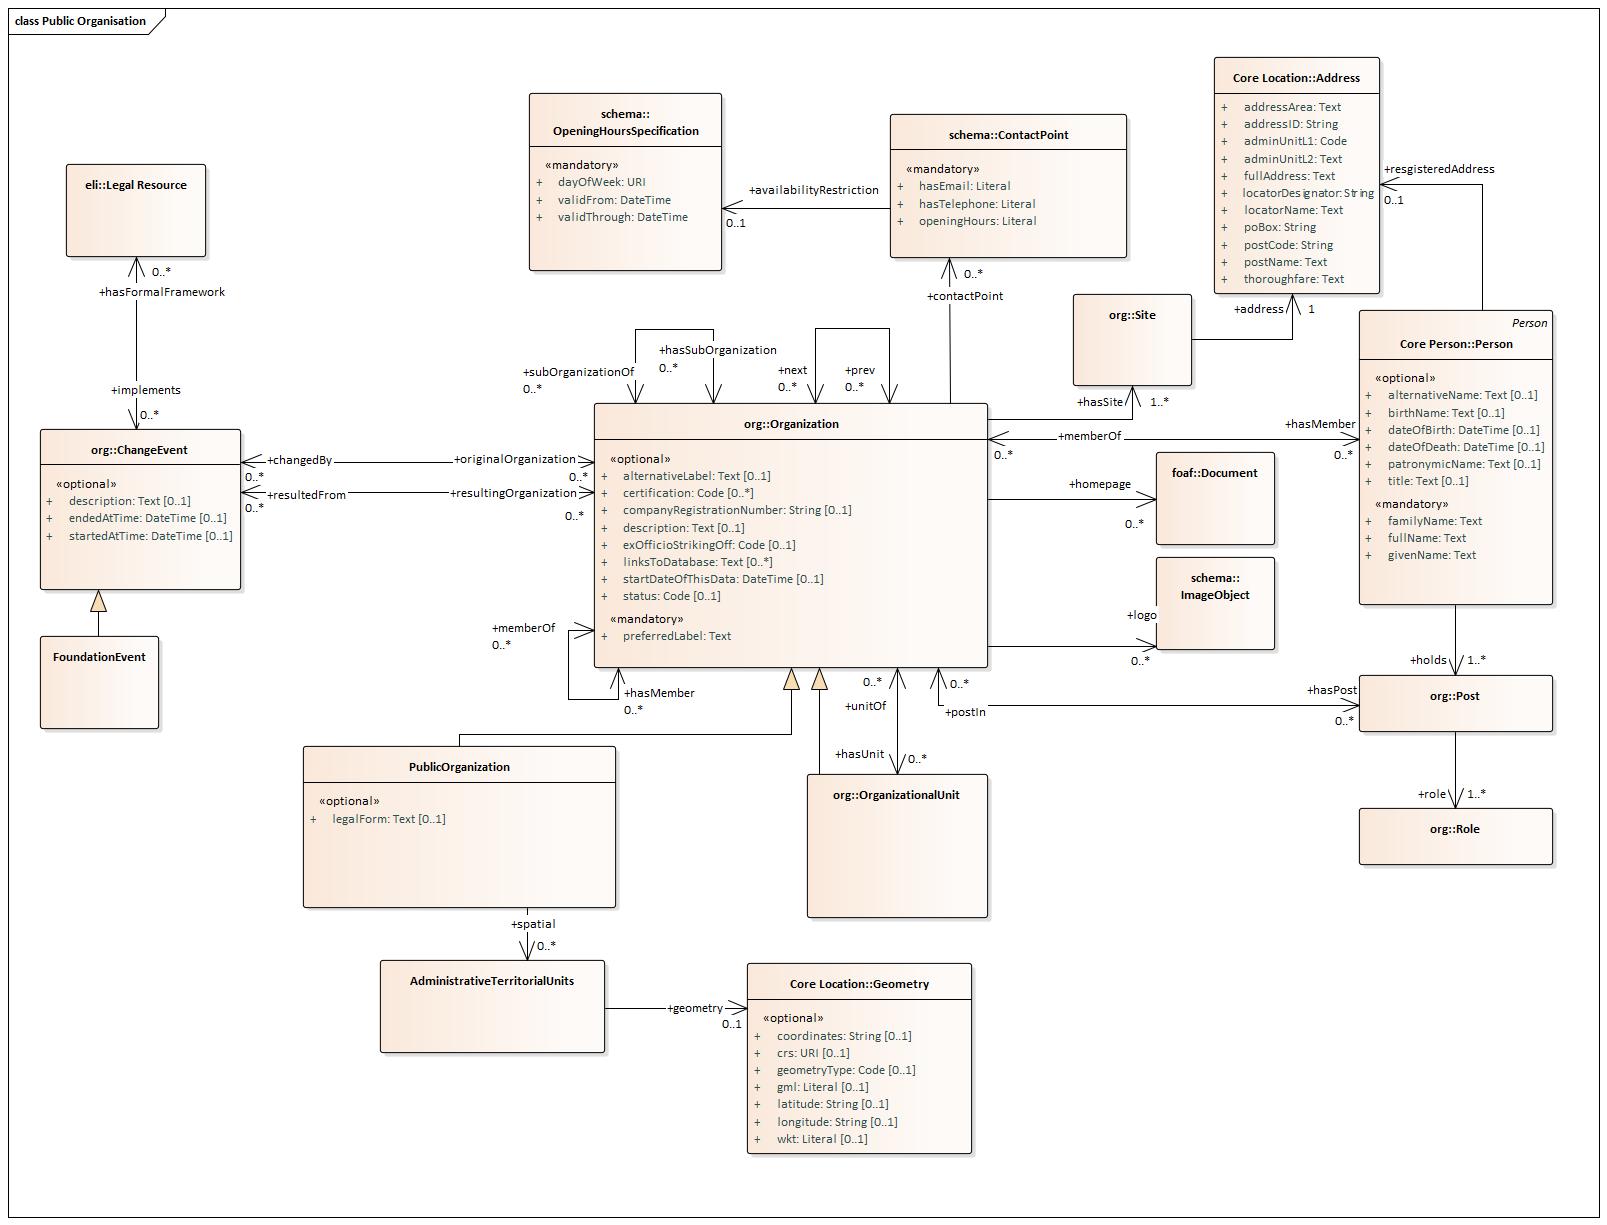 class Public Organisation
Core Location::Address
+ addressArea: Text
+ addressID: String
+ adminUnitL1: Code
+ adminUnitL2: Text
+ fullAddress: Text
+ locatorDesignator: String
+ locatorName: Text
+ poBox: String
+ postCode: String
+ postName: Text
+ thoroughfare: Text
schema::
OpeningHoursSpecification
«mandatory»
+ dayOfWeek: URI
+ validFrom: DateTime
+ validThrough: DateTime
schema::ContactPoint
«mandatory»
+ hasEmail: Literal
+ hasTelephone: Literal
+ openingHours: Literal
+availabilityRestriction
0..1
eli::Legal Resource
0..*
+hasFormalFramework
+implements
0..*
+resgisteredAddress
0..1
0..*
+contactPoint
org::Site
+address
1
+hasSite
1..*
Person
Core Person::Person
«optional»
+ alternativeName: Text [0..1]
+ birthName: Text [0..1]
+ dateOfBirth: DateTime [0..1]
+ dateOfDeath: DateTime [0..1]
+ patronymicName: Text [0..1]
+ title: Text [0..1]
«mandatory»
+ familyName: Text
+ fullName: Text
+ givenName: Text
+subOrganizationOf
0..*
+hasSubOrganization
0..*
+next
0..*
+prev
0..*
org::ChangeEvent
«optional»
+ description: Text [0..1]
+ endedAtTime: DateTime [0..1]
+ startedAtTime: DateTime [0..1]
+changedBy
0..*
+originalOrganization
0..*
+resultedFrom
0..*
+resultingOrganization
0..*
org::Organization
«optional»
+ alternativeLabel: Text [0..1]
+ certification: Code [0..*]
+ companyRegistrationNumber: String [0..1]
+ description: Text [0..1]
+ exOfficioStrikingOff: Code [0..1]
+ linksToDatabase: Text [0..*]
+ startDateOfThisData: DateTime [0..1]
+ status: Code [0..1]
«mandatory»
+ preferredLabel: Text
+memberOf
0..*
+hasMember
0..*
foaf::Document
+homepage
0..*
schema::
ImageObject
+logo
0..*
FoundationEvent
+memberOf
0..*
+hasMember
0..*
0..*
+unitOf
+hasUnit
0..*
0..*
+postIn
+hasPost
0..*
+holds
1..*
org::Post
+role
1..*
org::Role
PublicOrganization
«optional»
+ legalForm: Text [0..1]
org::OrganizationalUnit
+spatial
0..*
AdministrativeTerritorialUnits
+geometry
0..1
Core Location::Geometry
«optional»
+ coordinates: String [0..1]
+ crs: URI [0..1]
+ geometryType: Code [0..1]
+ gml: Literal [0..1]
+ latitude: String [0..1]
+ longitude: String [0..1]
+ wkt: Literal [0..1]